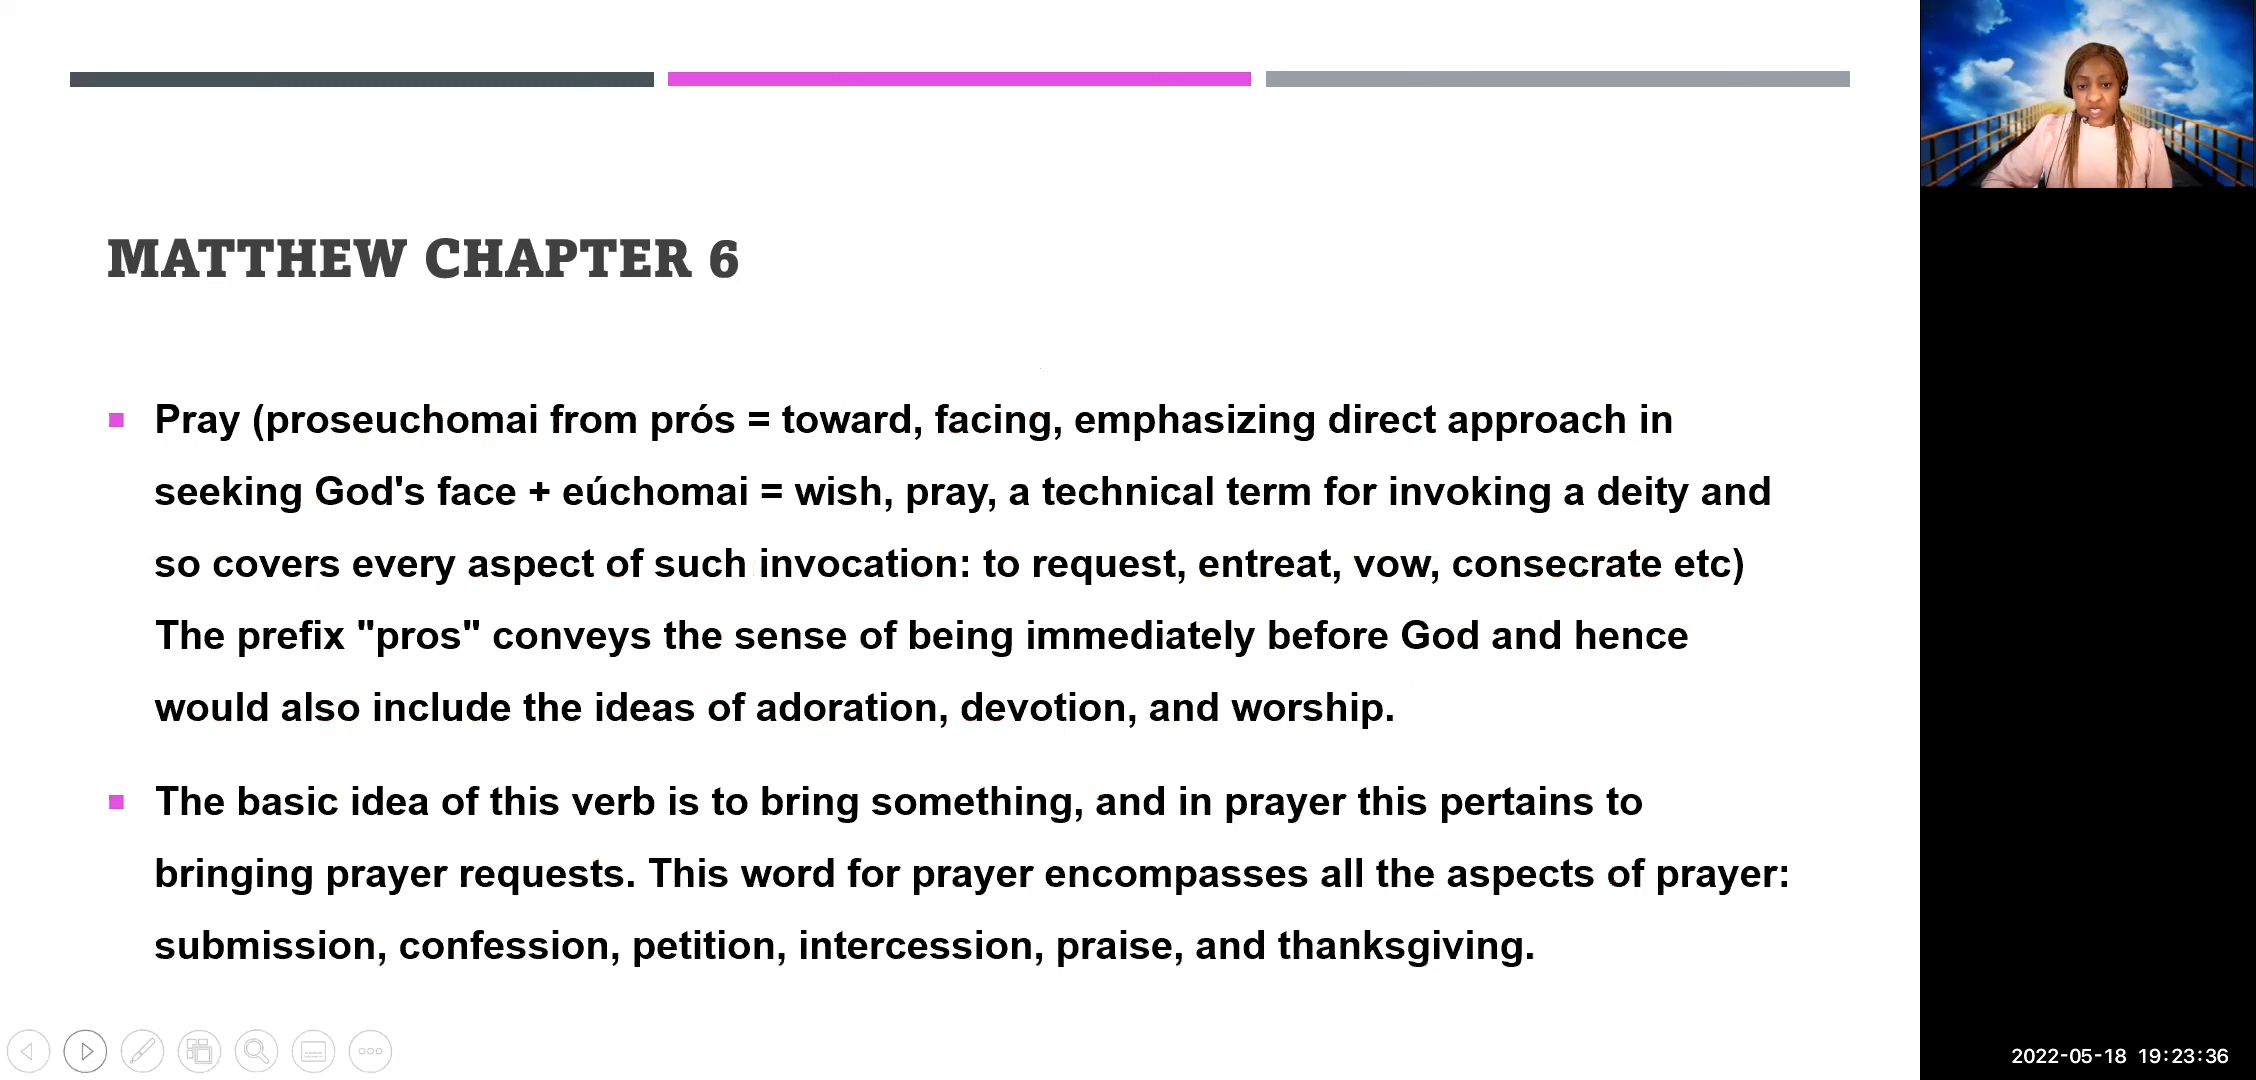 MATTHEW CHAPTER 6
Pray (proseuchomai from prós = toward, facing, emphasizing direct approach in
seeking God's face + eúchomai = wish, pray, a technical term for invoking a deity and
so covers every aspect of such invocation: to request, entreat, vow, consecrate etc)
The prefix "pros" conveys the sense of being immediately before God and hence
would also include the ideas of adoration, devotion, and worship.
The basic idea of this verb is to bring something, and in prayer this pertains to
bringing prayer requests. This word for prayer encompasses all the aspects of prayer:
submission, confession, petition, intercession, praise, and thanksgiving.
2022-05-18 19:23:36